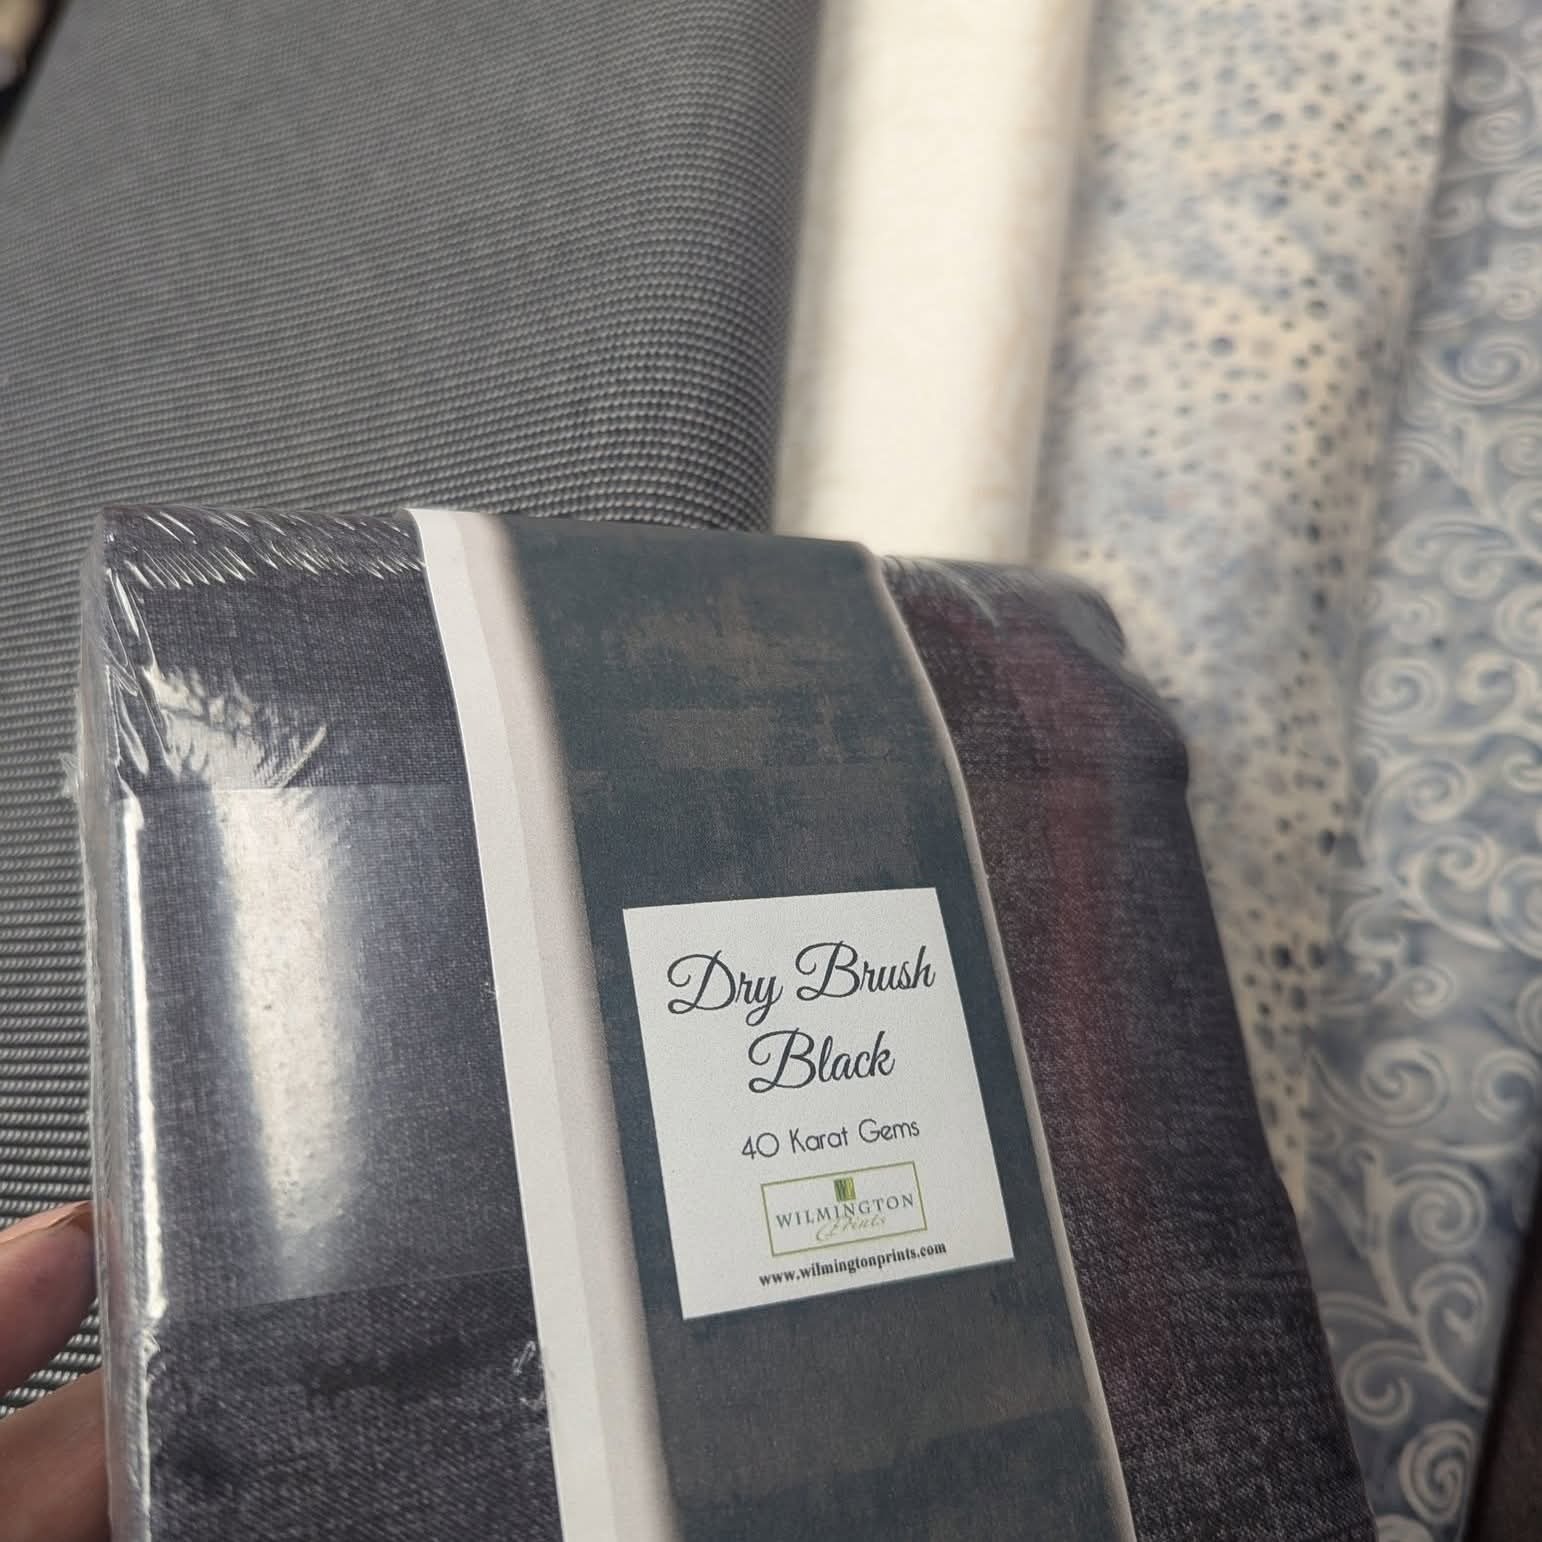 Dry Brush
Black
40 Karat Gems
WILMINGTON
Prints
www.wilmingtonprints.com